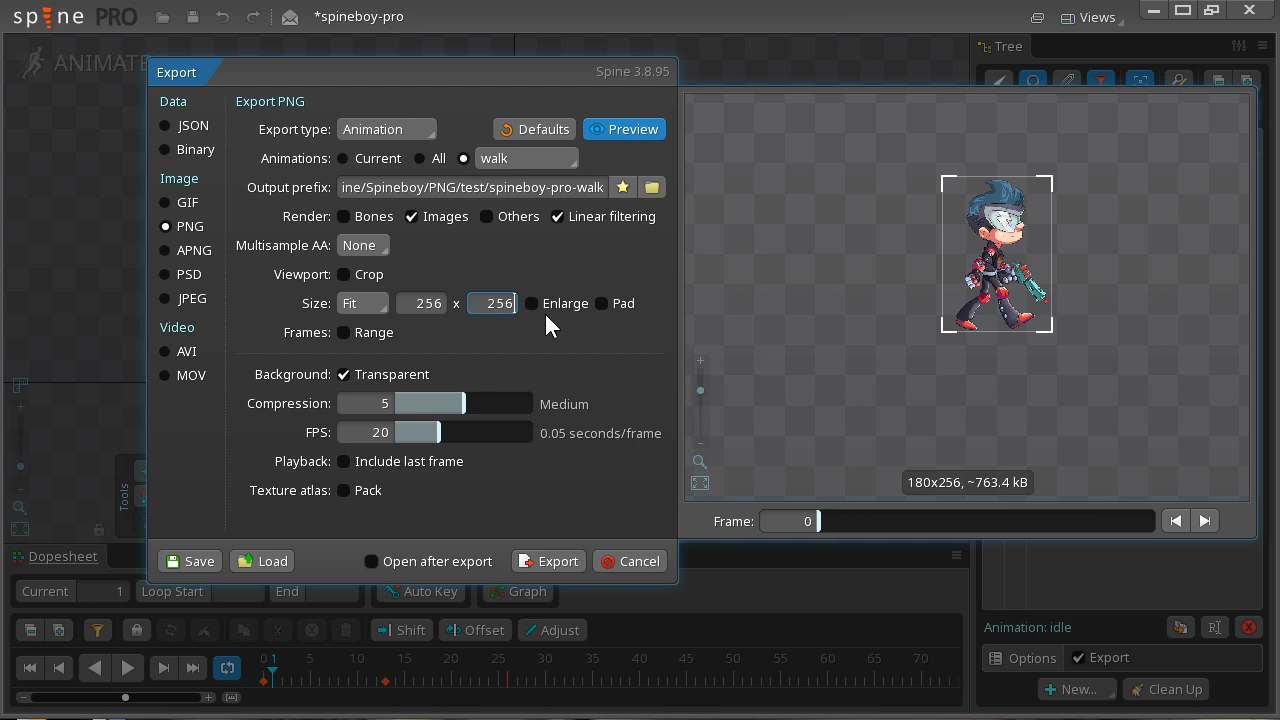 spine PRO
*spineboy-pro
Views
ANIMATE
Tree
Export
Spine 3.8.95
Data
JSON
Binary
Image
GIF
PNG
APNG
PSD
JPEG
Video
AVI
MOV
Export PNG
Export type: Animation Defaults Preview
Animations: Current All walk
Output prefix: ine/Spineboy/PNG/test/spineboy-pro-walk
Render: Bones Images Others Linear filtering
Multisample AA: None
Viewport: Crop
Size: Fit 256 x 256 Enlarge Pad
Frames: Range
Background: Transparent
Compression: 5 Medium
FPS: 20 0.05 seconds/frame
Playback: Include last frame
Texture atlas: Pack
180x256, ~763.4 kB
Frame: 0
Save Load Open after export Export Cancel
Tools
Dopesheet
Current 1 Loop Start End Auto Key Graph
Shift Offset Adjust
0 1 5 10 15 20 25 30 35 40 45 50 55 60 65 70
Animation: idle
Options Export
New... Clean Up